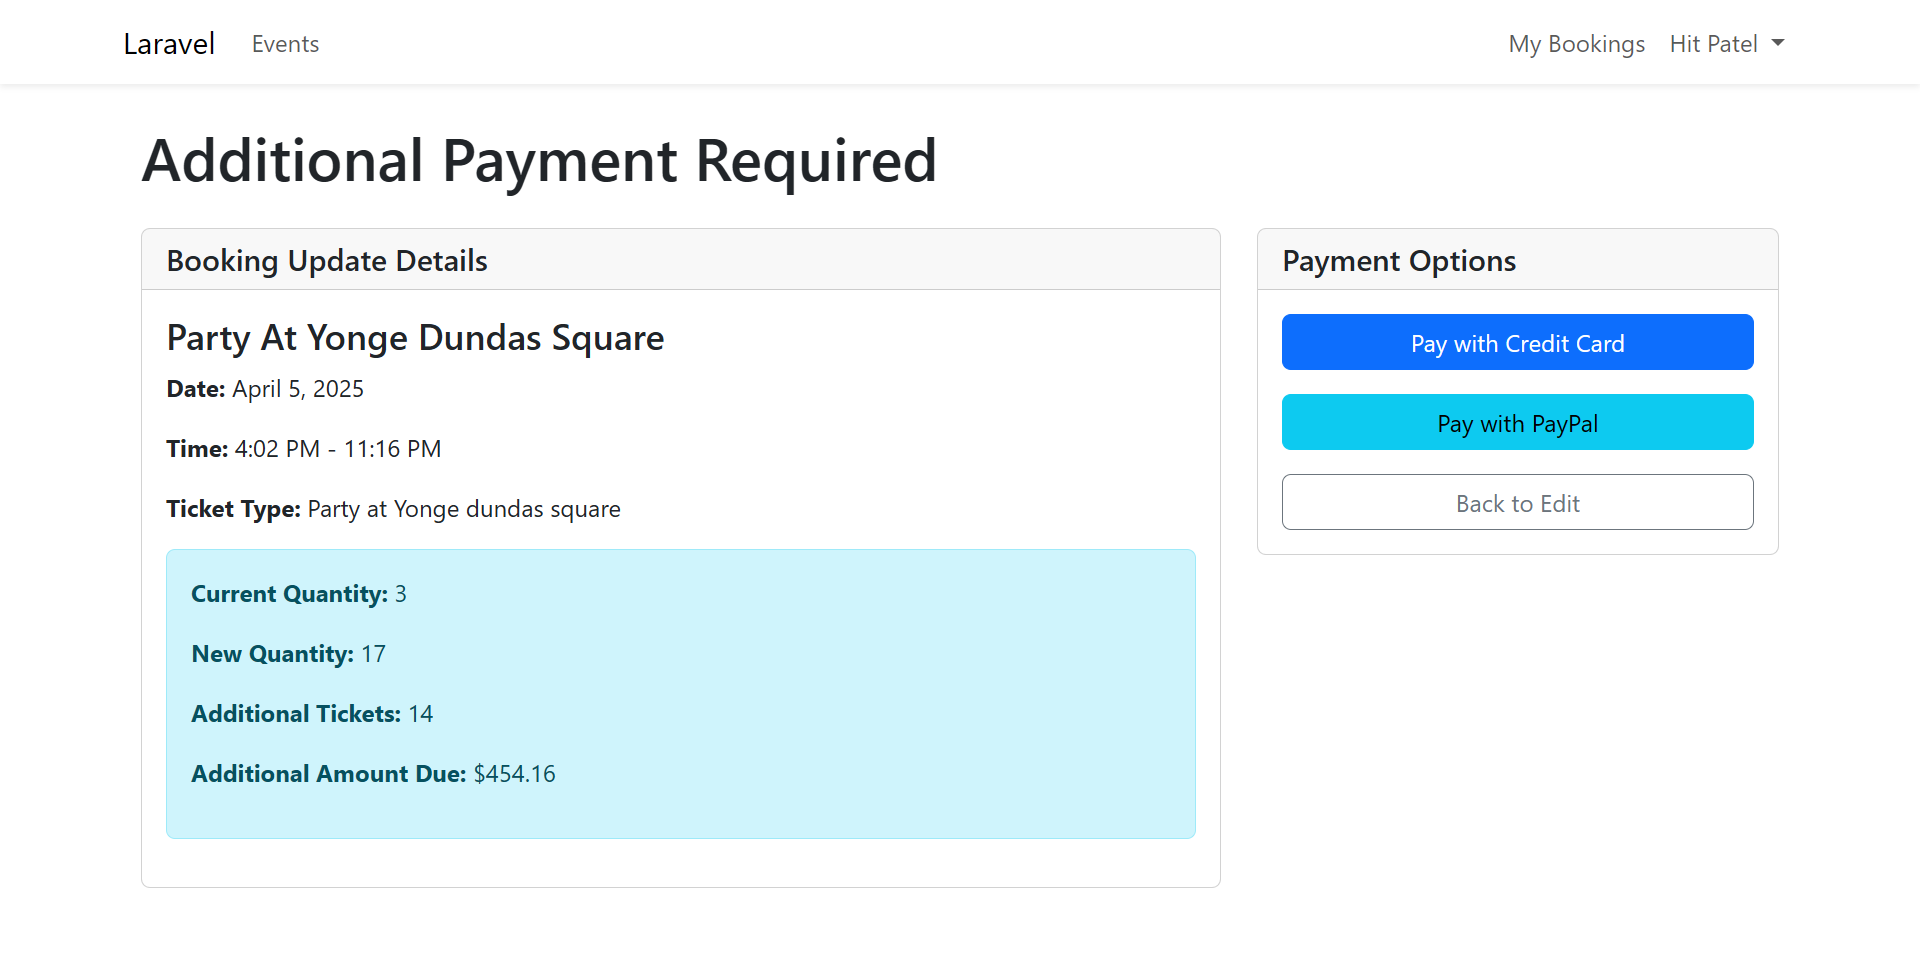 Laravel Events My Bookings Hit Patel
Additional Payment Required
Booking Update Details
Party At Yonge Dundas Square
Date: April 5, 2025
Time: 4:02 PM - 11:16 PM
Ticket Type: Party at Yonge dundas square
Current Quantity: 3
New Quantity: 17
Additional Tickets: 14
Additional Amount Due: $454.16
Payment Options
Pay with Credit Card
Pay with PayPal
Back to Edit